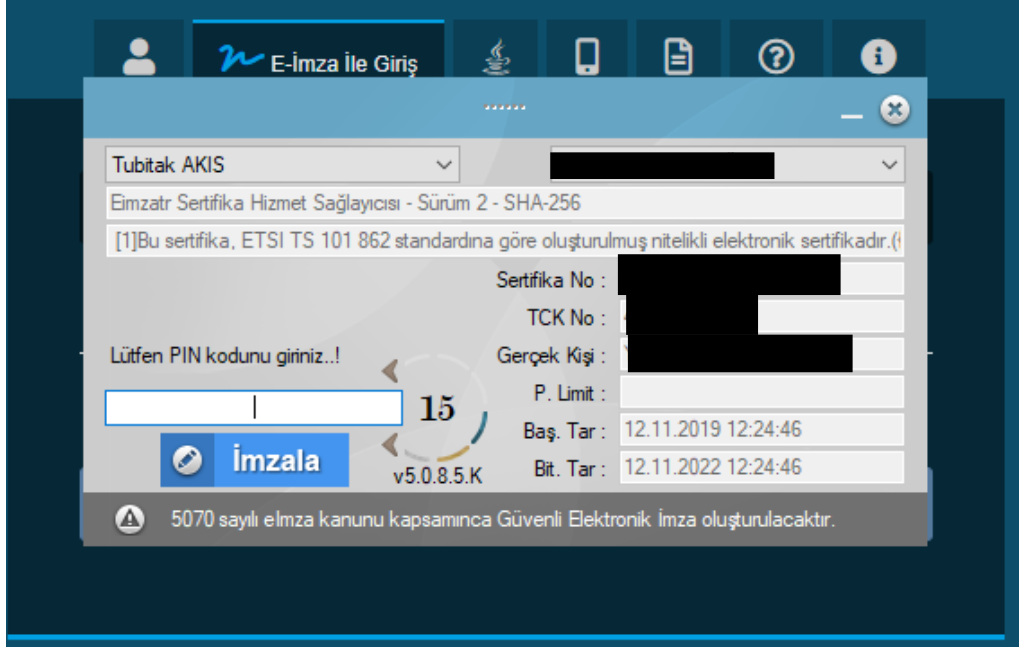 E-İmza İle Giriş
......
Tubitak AKIS
Eimzatr Sertifika Hizmet Sağlayıcısı - Sürüm 2 - SHA-256
[1]Bu sertifika, ETSI TS 101 862 standardına göre oluşturulmuş nitelikli elektronik sertifikadır.(
Sertifika No :
TCK No :
Lütfen PIN kodunu giriniz..!
Gerçek Kişi :
15
P. Limit :
Baş. Tar : 12.11.2019 12:24:46
İmzala
v5.0.8.5.K
Bit. Tar : 12.11.2022 12:24:46
5070 sayılı eImza kanunu kapsamınca Güvenli Elektronik İmza oluşturulacaktır.